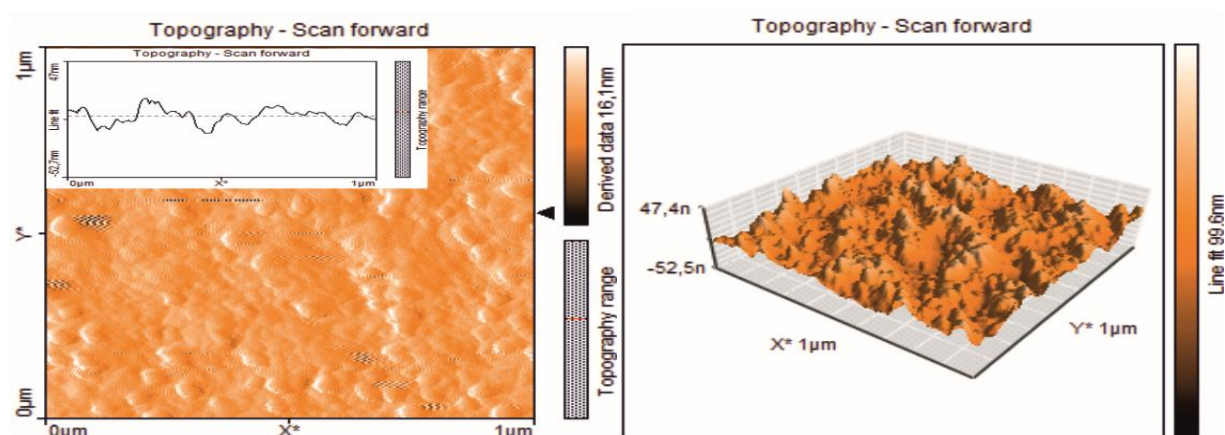 Topography - Scan forward
1µm
Y*
0µm
0µm
X*
1µm
Topography - Scan forward
47nm
Line fit
-52,7nm
0µm
X*
1µm
Topography range
Derived data 16,1nm
Topography range
Topography - Scan forward
47,4n
-52,5n
X* 1µm
Y* 1µm
Line fit 99,6nm